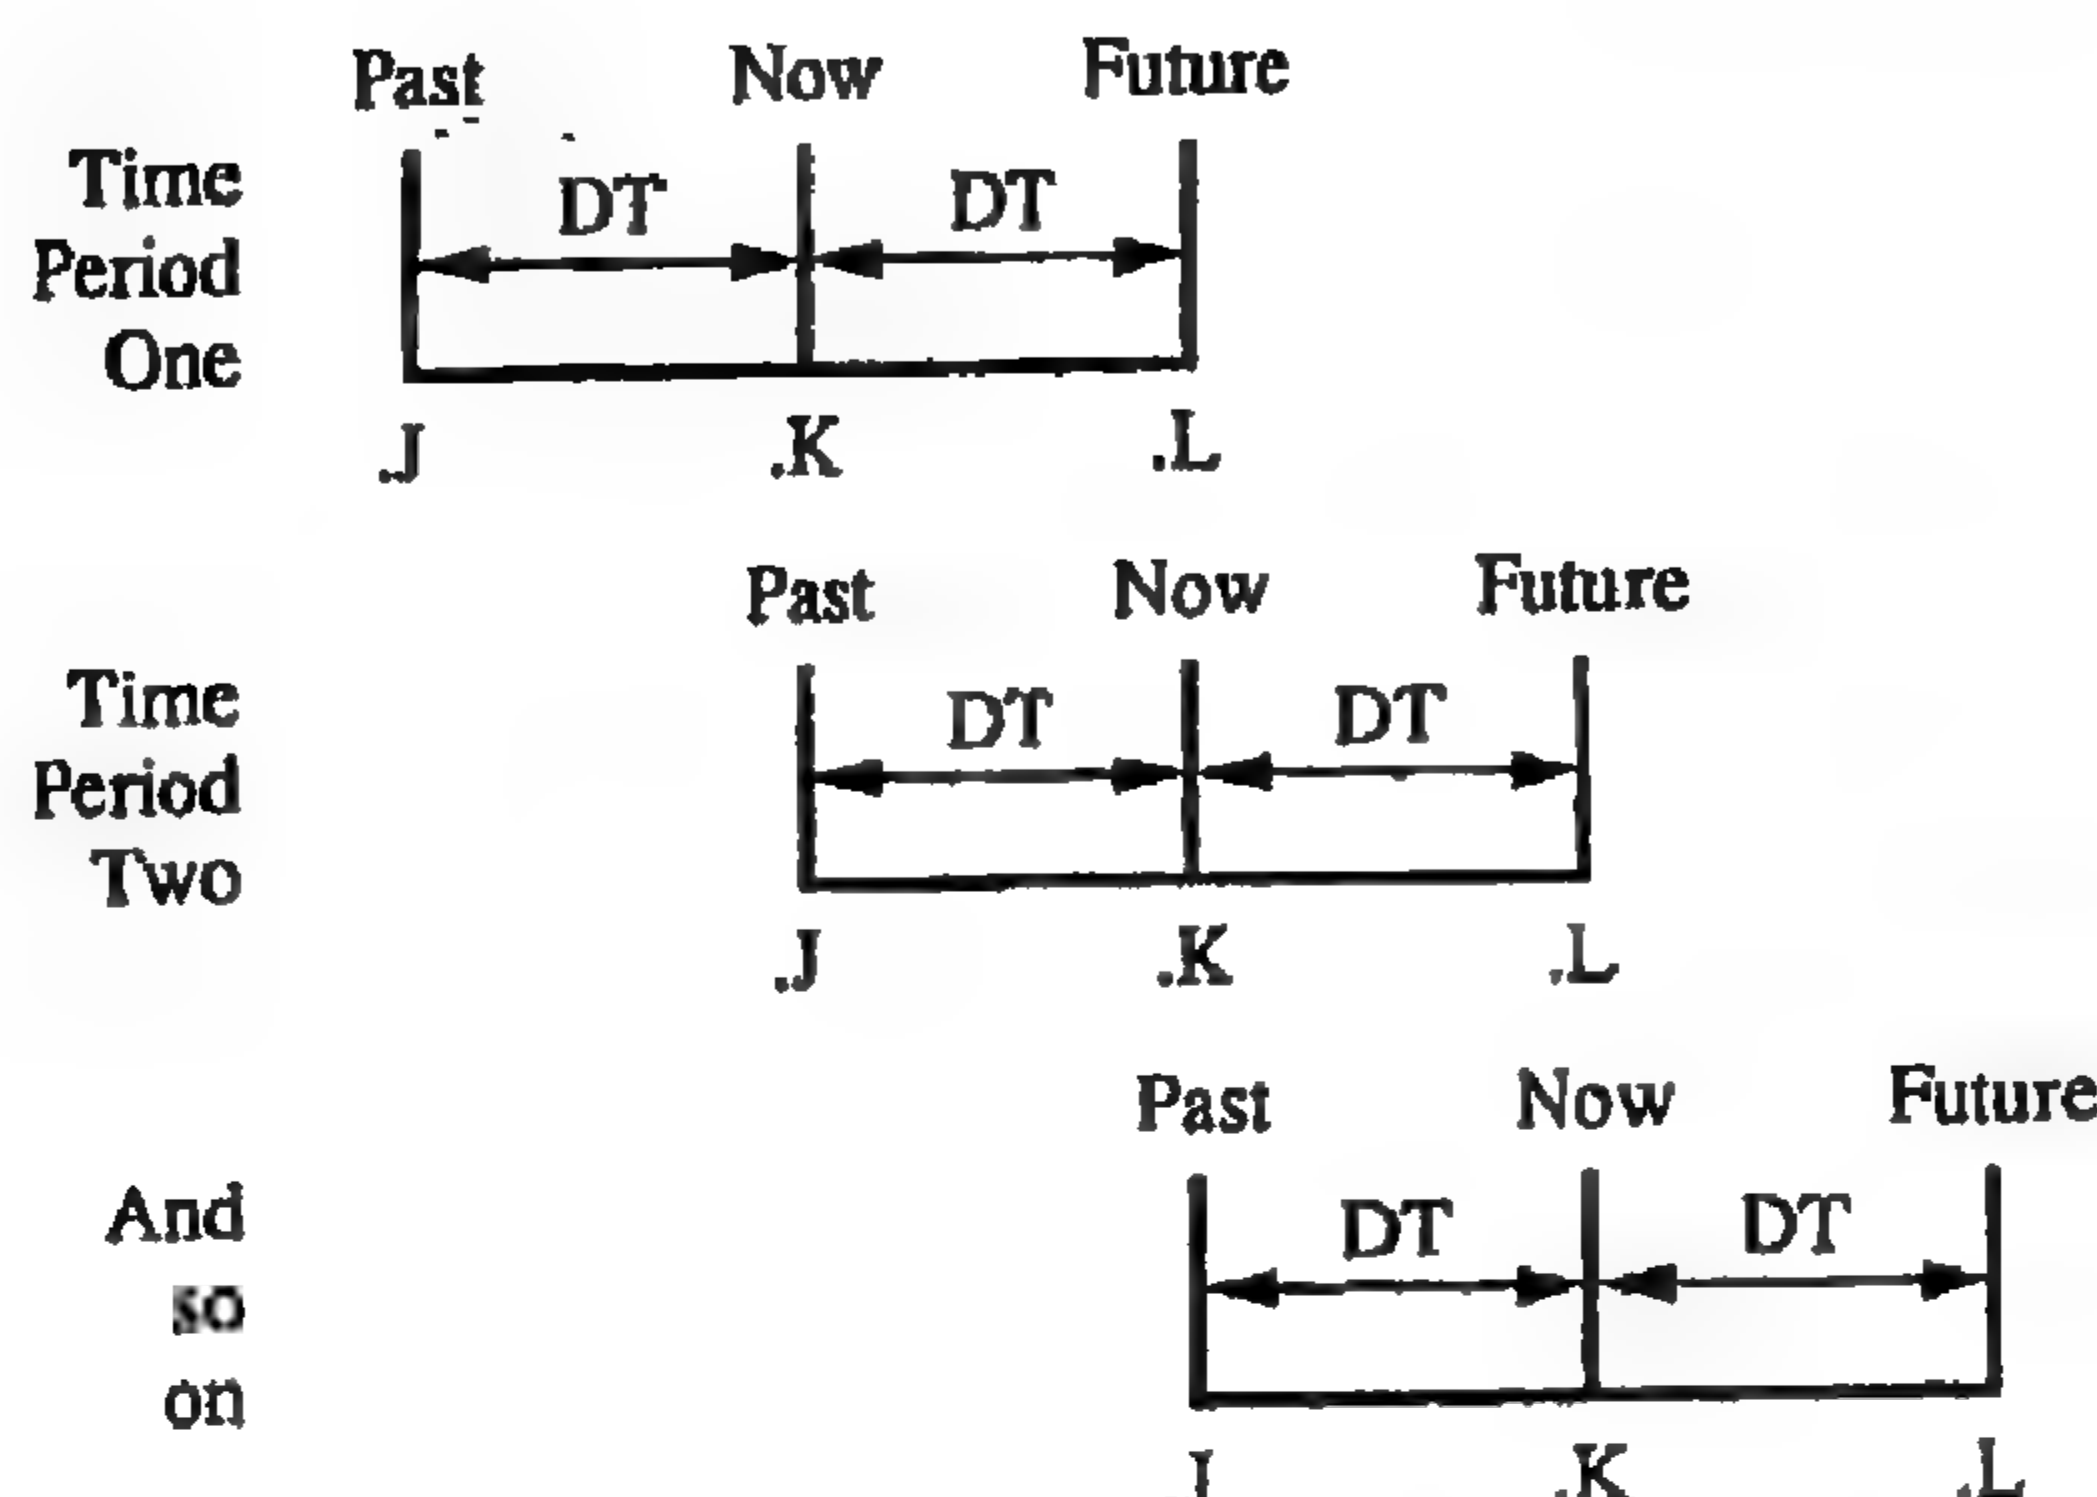 Past Now Future
Time
Period
One
DT DT
.J .K .L
Past Now Future
Time
Period
Two
DT DT
.J .K .L
Past Now Future
And
so
on
DT DT
J .K .L